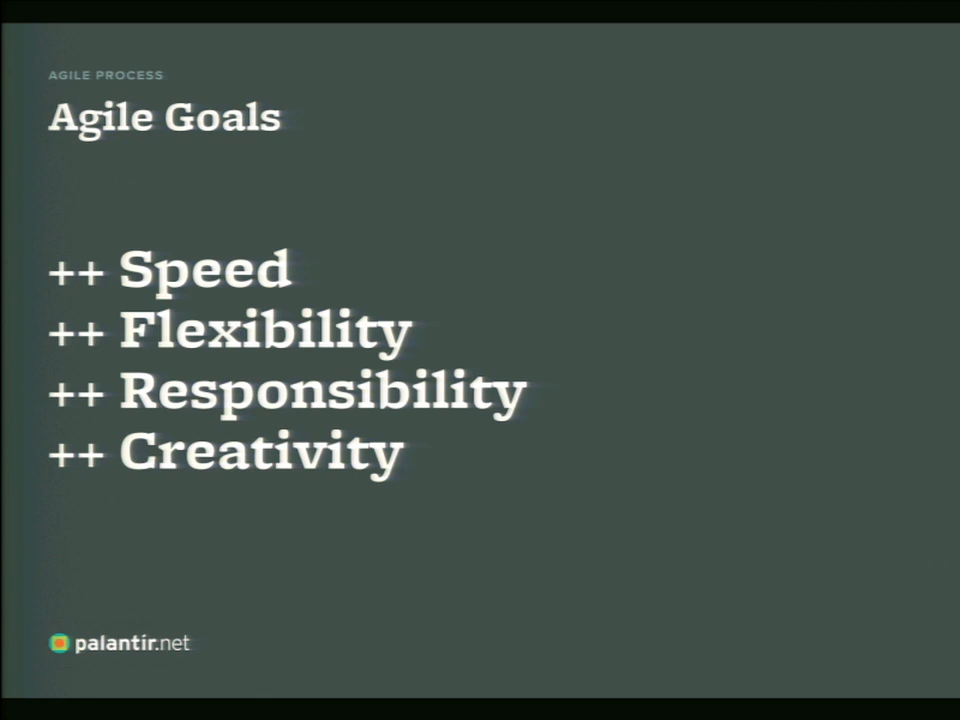 AGILE PROCESS
Agile Goals
++ Speed
++ Flexibility
++ Responsibility
++ Creativity
palantir.net